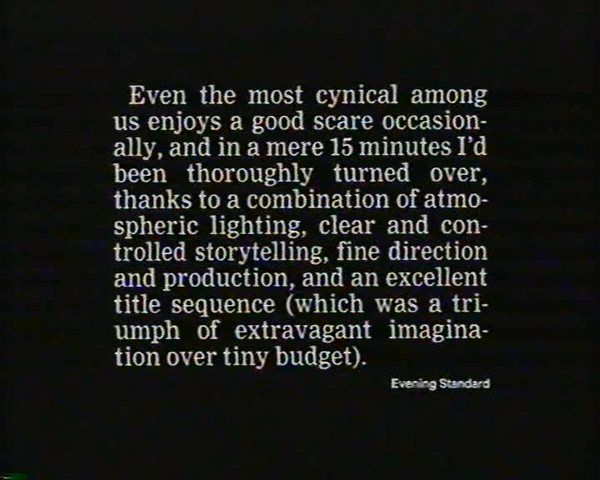 Even the most cynical among
us enjoys a good scare occasion-
ally, and in a mere 15 minutes I'd
been thoroughly turned over,
thanks to a combination of atmo-
spheric lighting, clear and con-
trolled storytelling, fine direction
and production, and an excellent
title sequence (which was a tri-
umph of extravagant imagina-
tion over tiny budget).
Evening Standard